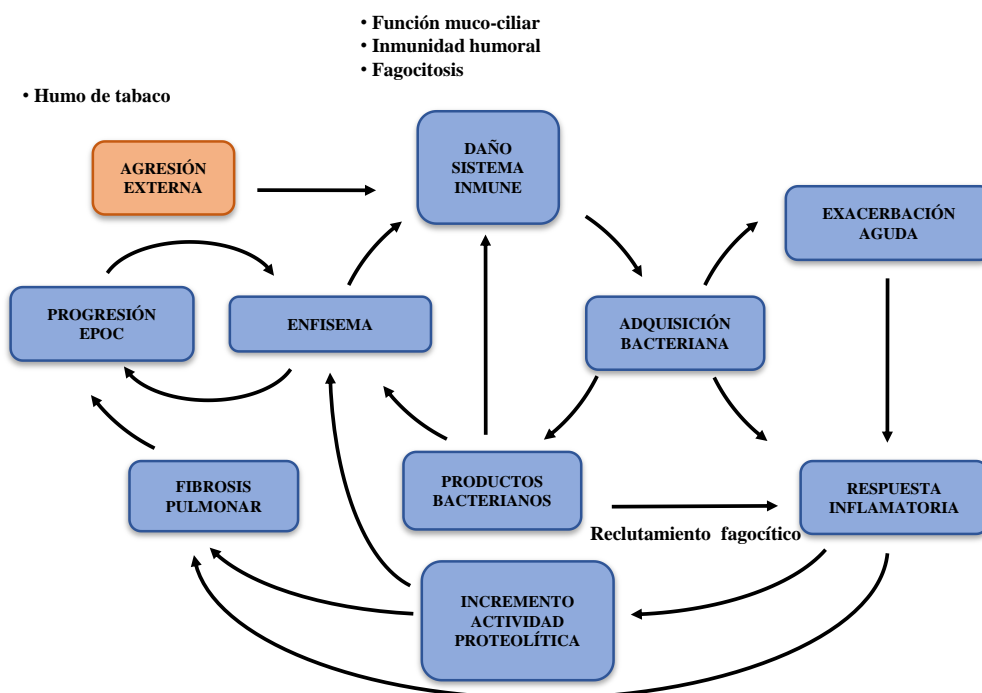 • Función muco-ciliar
• Inmunidad humoral
• Fagocitosis
• Humo de tabaco
AGRESIÓN
EXTERNA
DAÑO
SISTEMA
INMUNE
EXACERBACIÓN
AGUDA
PROGRESIÓN
EPOC
ENFISEMA
ADQUISICIÓN
BACTERIANA
FIBROSIS
PULMONAR
PRODUCTOS
BACTERIANOS
RESPUESTA
INFLAMATORIA
Reclutamiento fagocítico
INCREMENTO
ACTIVIDAD
PROTEOLÍTICA